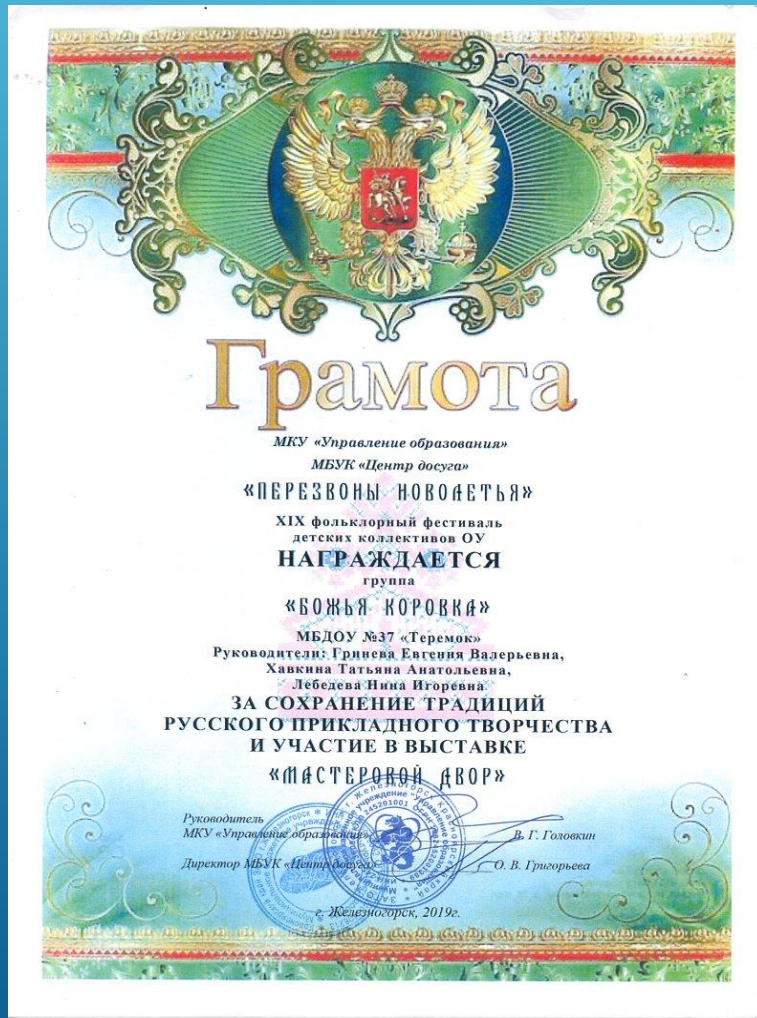 Грамота
МКУ «Управление образования»
МБУК «Центр досуга»
«ПЕРЕЗВОНЫ НОВОЛЕТЬЯ»
XIX фольклорный фестиваль
детских коллективов ОУ
НАГРАЖДАЕТСЯ
группа
«БОЖЬЯ КОРОВКА»
МБДОУ №37 «Теремок»
Руководители: Гринева Евгения Валерьевна,
Хавкина Татьяна Анатольевна,
Лебедева Нина Игоревна
ЗА СОХРАНЕНИЕ ТРАДИЦИЙ
РУССКОГО ПРИКЛАДНОГО ТВОРЧЕСТВА
И УЧАСТИЕ В ВЫСТАВКЕ
«МАСТЕРОВОЙ ДВОР»
Руководитель
МКУ «Управление образования» В. Г. Головкин
Директор МБУК «Центр досуга» О. В. Григорьева
г. Железногорск, 2019г.